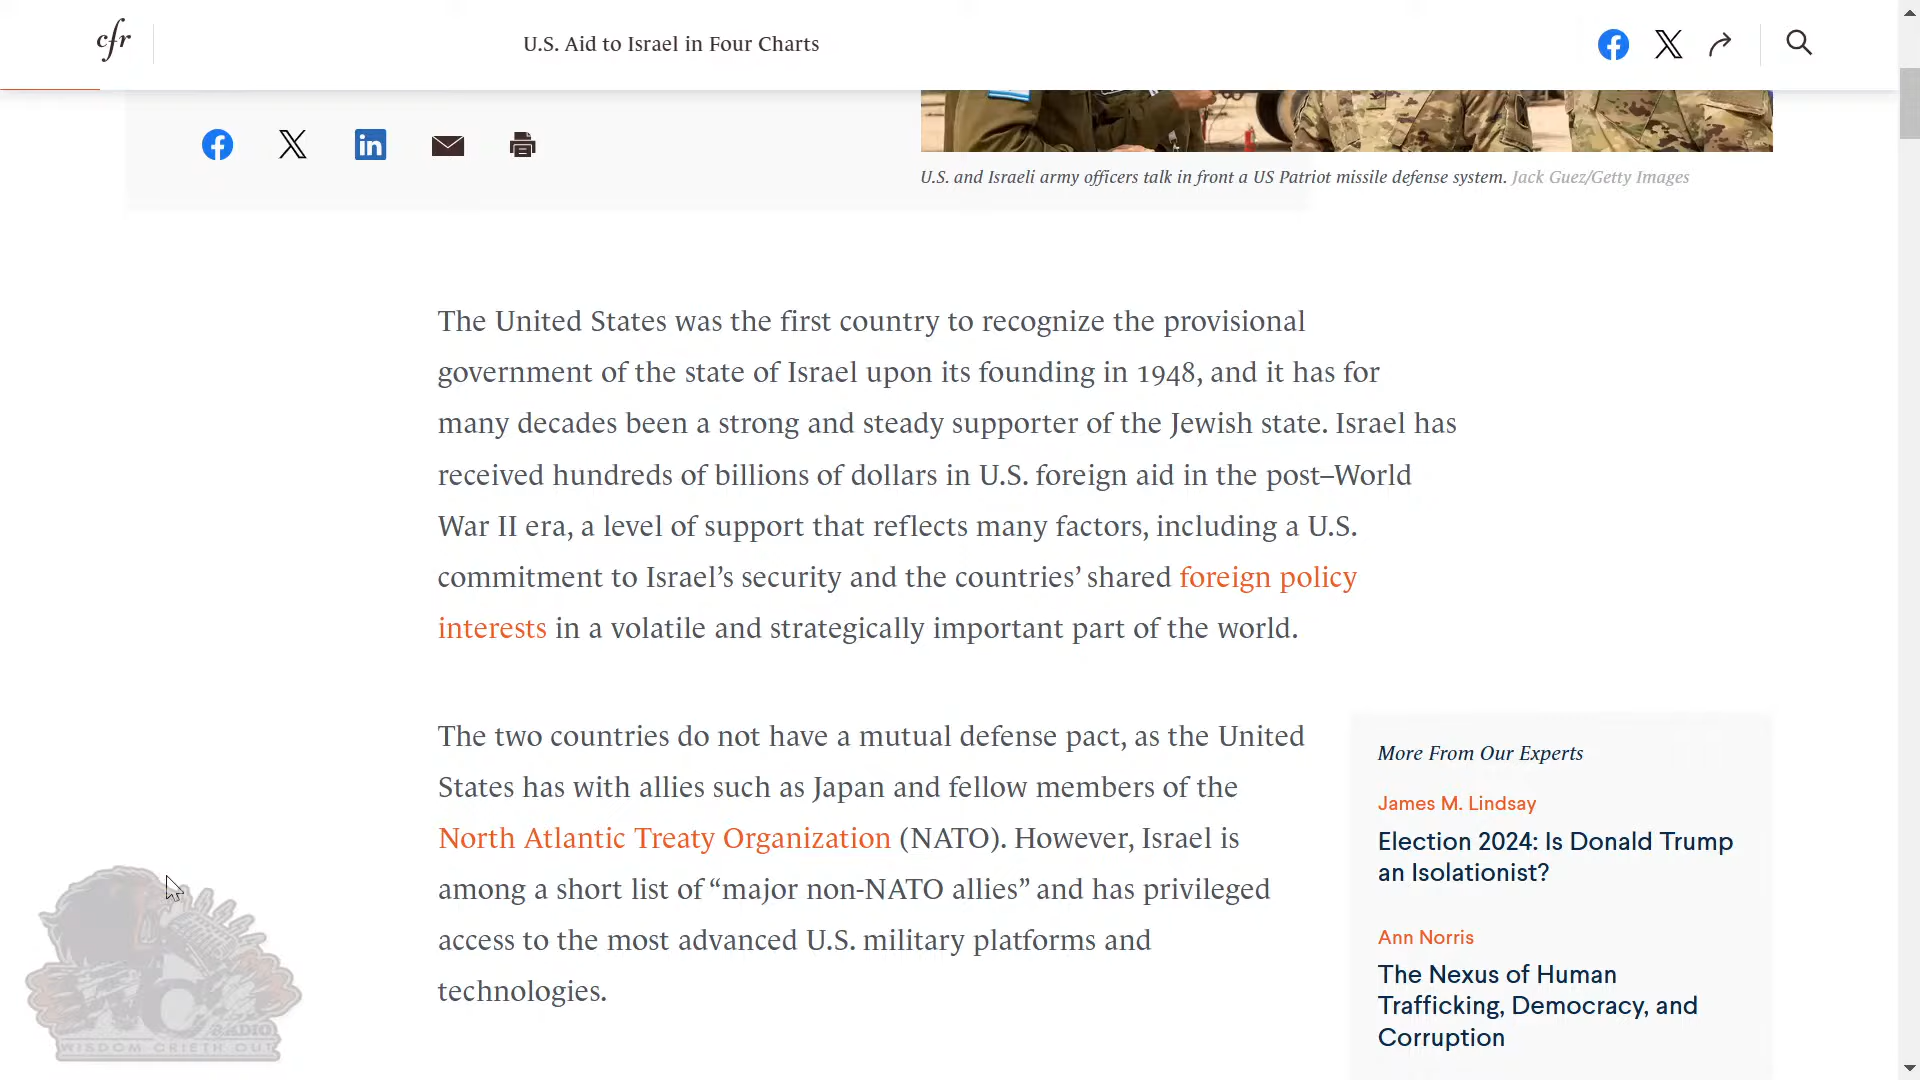 cfr
U.S. Aid to Israel in Four Charts
U.S. and Israeli army officers talk in front a US Patriot missile defense system. Jack Guez/Getty Images
The United States was the first country to recognize the provisional
government of the state of Israel upon its founding in 1948, and it has for
many decades been a strong and steady supporter of the Jewish state. Israel has
received hundreds of billions of dollars in U.S. foreign aid in the post–World
War II era, a level of support that reflects many factors, including a U.S.
commitment to Israel’s security and the countries’ shared foreign policy
interests in a volatile and strategically important part of the world.
The two countries do not have a mutual defense pact, as the United
States has with allies such as Japan and fellow members of the
North Atlantic Treaty Organization (NATO). However, Israel is
among a short list of “major non-NATO allies” and has privileged
access to the most advanced U.S. military platforms and
technologies.
More From Our Experts
James M. Lindsay
Election 2024: Is Donald Trump
an Isolationist?
Ann Norris
The Nexus of Human
Trafficking, Democracy, and
Corruption
RADIO
WISDOM CRIETH OUT